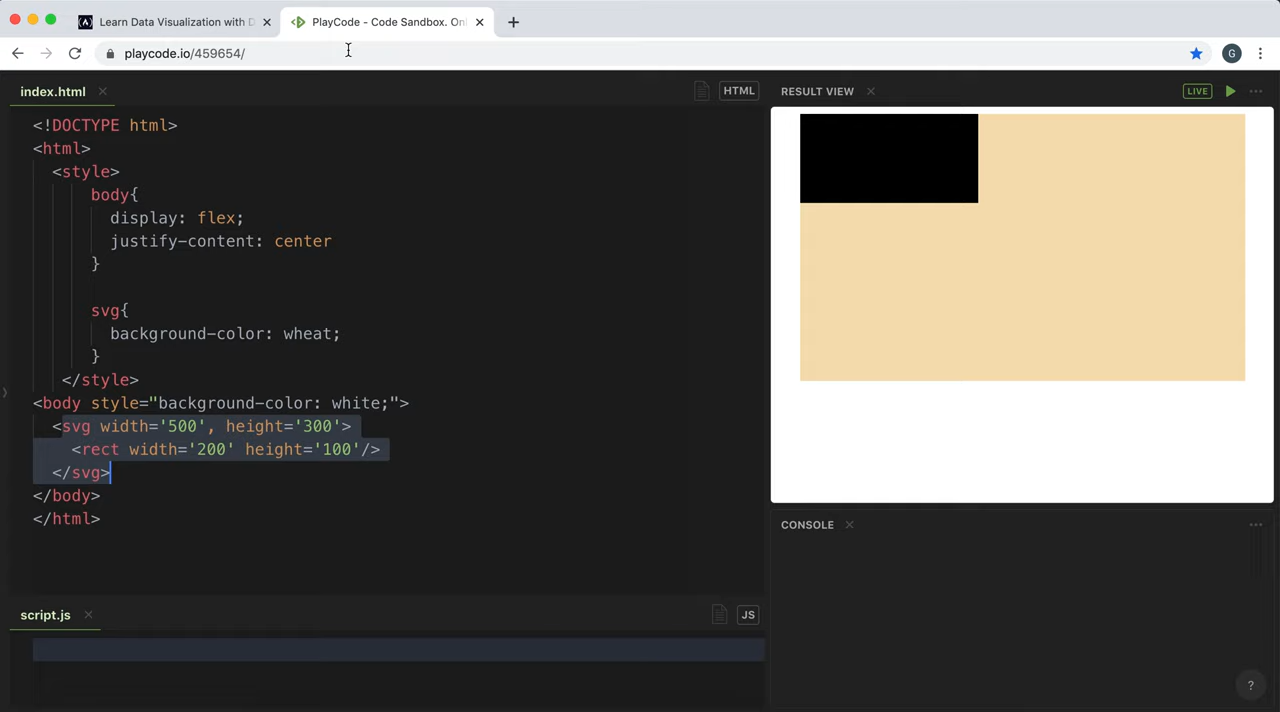 Learn Data Visualization with D
PlayCode - Code Sandbox. Onl
playcode.io/459654/
G
index.html
HTML
<!DOCTYPE html>
<html>
<style>
body{
display: flex;
justify-content: center
}
svg{
background-color: wheat;
}
</style>
<body style="background-color: white;">
<svg width='500', height='300'>
<rect width='200' height='100'/>
</svg>
</body>
</html>
script.js
JS
RESULT VIEW
LIVE
CONSOLE
?